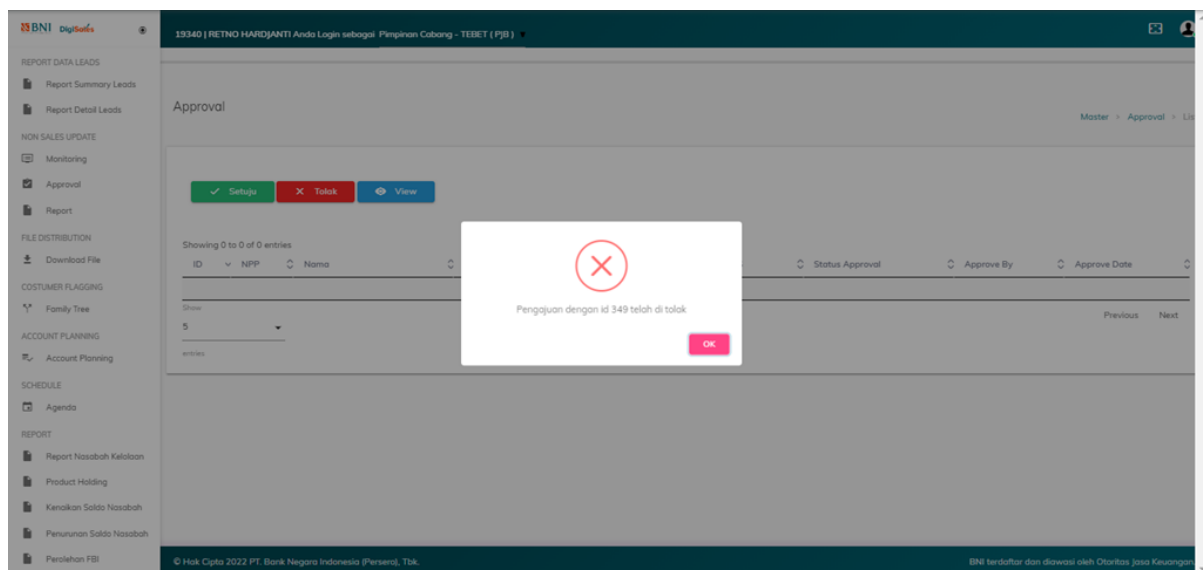 BNI DigiSales
19340 | RETNO HARDJANTI Anda Login sebagai Pimpinan Cabang - TEBET ( PJB )
REPORT DATA LEADS
Report Summary Leads
Report Detail Leads
NON SALES UPDATE
Monitoring
Approval
Report
FILE DISTRIBUTION
Download File
COSTUMER FLAGGING
Family Tree
ACCOUNT PLANNING
Account Planning
SCHEDULE
Agenda
REPORT
Report Nasabah Kelolaan
Product Holding
Kenaikan Saldo Nasabah
Penurunan Saldo Nasabah
Perolehan FBI
Approval
Master > Approval > Lis
Setuju Tolak View
Showing 0 to 0 of 0 entries
ID NPP Nama Status Approval Approve By Approve Date
Show
5
entries
Previous Next
Pengajuan dengan id 349 telah di tolak
OK
© Hak Cipta 2022 PT. Bank Negara Indonesia (Persero), Tbk.
BNI terdaftar dan diawasi oleh Otoritas Jasa Keuangan